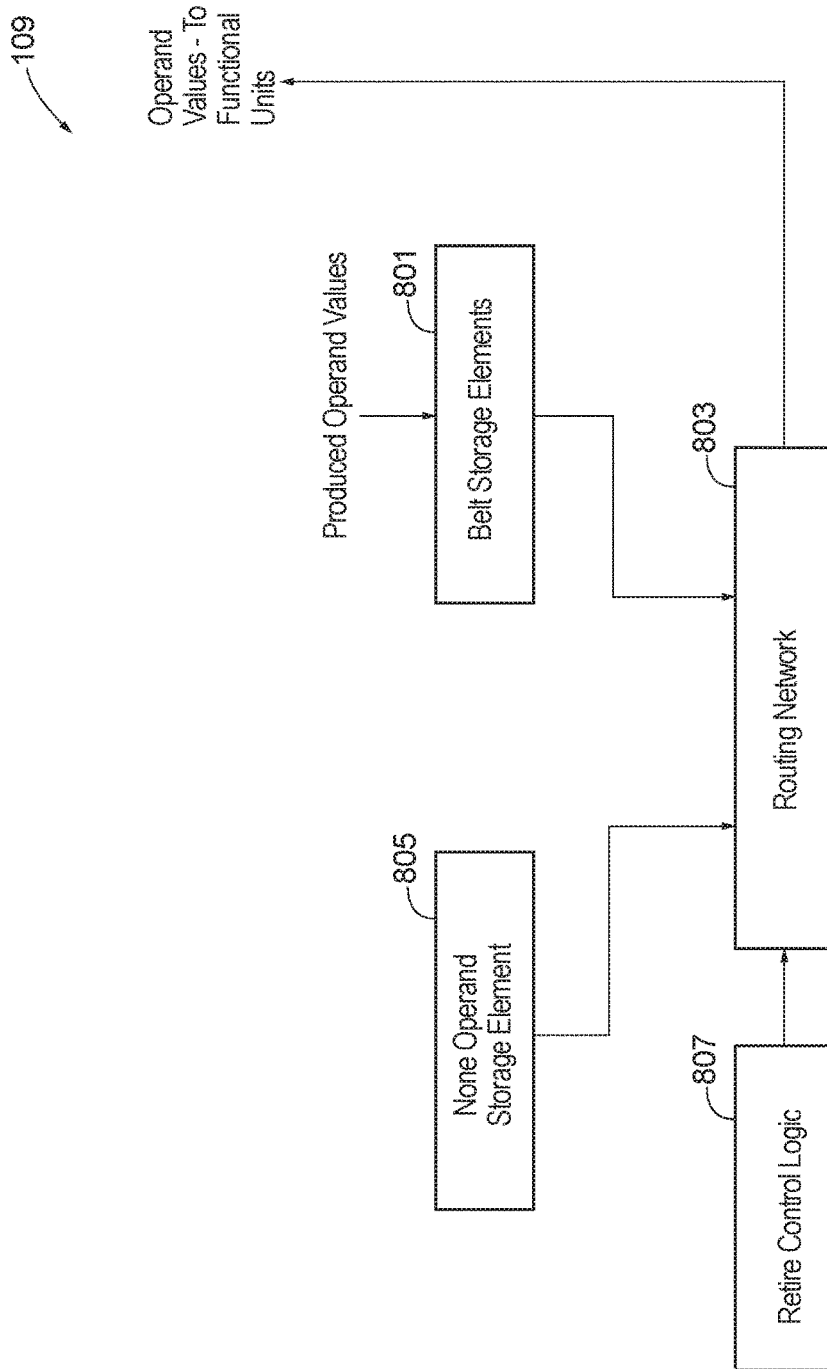 109
Operand
Values - To
Functional
Units
Produced Operand Values
805
801
None Operand
Storage Element
Belt Storage Elements
807
803
Retire Control Logic
Routing Network